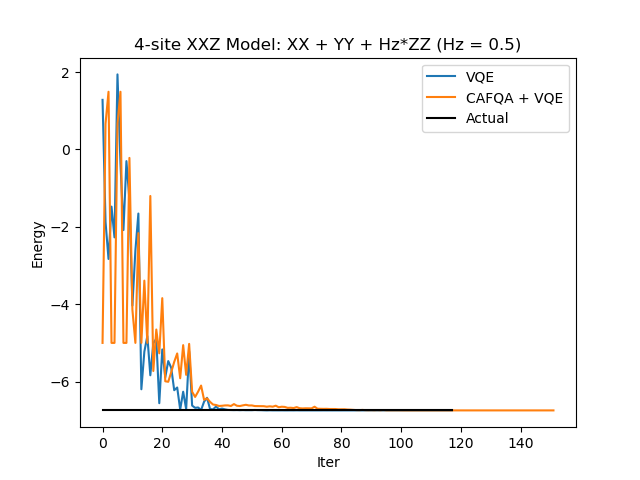 4-site XXZ Model: XX + YY + Hz*ZZ (Hz = 0.5)
VQE
CAFQA + VQE
Actual
Energy
2
0
−2
−4
−6
0 20 40 60 80 100 120 140
Iter